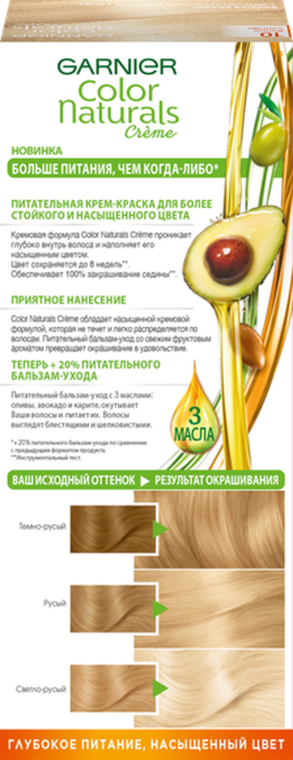 GARNIER
Color
Naturals
Crème
НОВИНКА
БОЛЬШЕ ПИТАНИЯ, ЧЕМ КОГДА-ЛИБО*
ПИТАТЕЛЬНАЯ КРЕМ-КРАСКА ДЛЯ БОЛЕЕ
СТОЙКОГО И НАСЫЩЕННОГО ЦВЕТА
Кремовая формула Color Naturals Crème проникает
глубоко внутрь волоса и наполняет его
насыщенным цветом.
Цвет сохраняется до 8 недель**.
Обеспечивает 100% закрашивание седины**.
ПРИЯТНОЕ НАНЕСЕНИЕ
Color Naturals Crème обладает насыщенной кремовой
формулой, которая не течет и легко распределяется по
волосам. Питательный бальзам-уход со свежим фруктовым
ароматом превращает окрашивание в удовольствие.
ТЕПЕРЬ + 20% ПИТАТЕЛЬНОГО
БАЛЬЗАМ-УХОДА
Питательный бальзам-уход с 3 маслами:
оливы, авокадо и карите, окутывает
Ваши волосы и питает их. Волосы
выглядят блестящими и шелковистыми.
3
МАСЛА
*+ 20% питательного бальзам-ухода по сравнению
с предыдущим форматом продукта.
**Инструментальный тест.
ВАШ ИСХОДНЫЙ ОТТЕНОК ► РЕЗУЛЬТАТ ОКРАШИВАНИЯ
Темно-русый
Русый
Светло-русый
ГЛУБОКОЕ ПИТАНИЕ, НАСЫЩЕННЫЙ ЦВЕТ